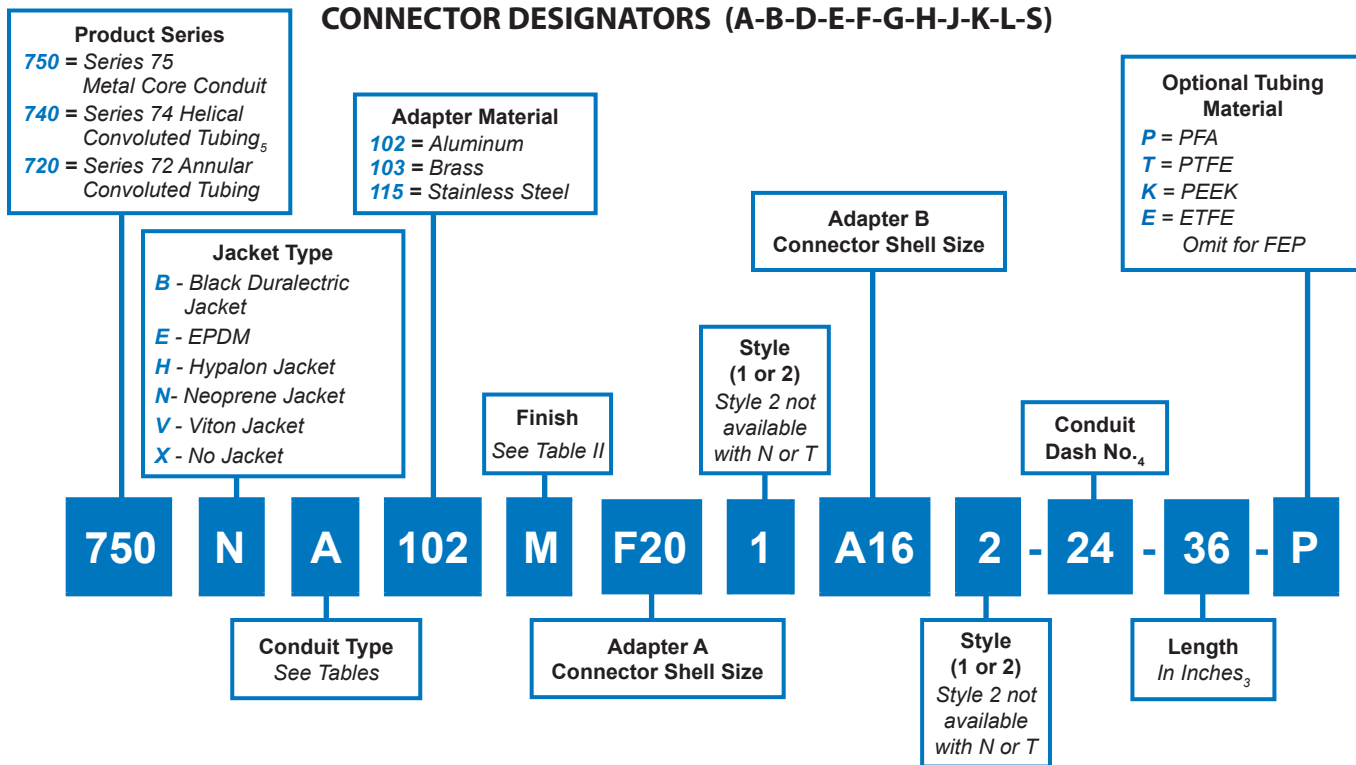 CONNECTOR DESIGNATORS (A-B-D-E-F-G-H-J-K-L-S)
Product Series
750 = Series 75
Metal Core Conduit
740 = Series 74 Helical
Convoluted Tubing5
720 = Series 72 Annular
Convoluted Tubing
Jacket Type
B - Black Duralectric
Jacket
E - EPDM
H - Hypalon Jacket
N- Neoprene Jacket
V - Viton Jacket
X - No Jacket
Adapter Material
102 = Aluminum
103 = Brass
115 = Stainless Steel
Finish
See Table II
Style
(1 or 2)
Style 2 not
available
with N or T
Adapter B
Connector Shell Size
Conduit
Dash No.4
Optional Tubing
Material
P = PFA
T = PTFE
K = PEEK
E = ETFE
Omit for FEP
750 N A 102 M F20 1 A16 2 - 24 - 36 - P
Conduit Type
See Tables
Adapter A
Connector Shell Size
Style
(1 or 2)
Style 2 not
available
with N or T
Length
In Inches3